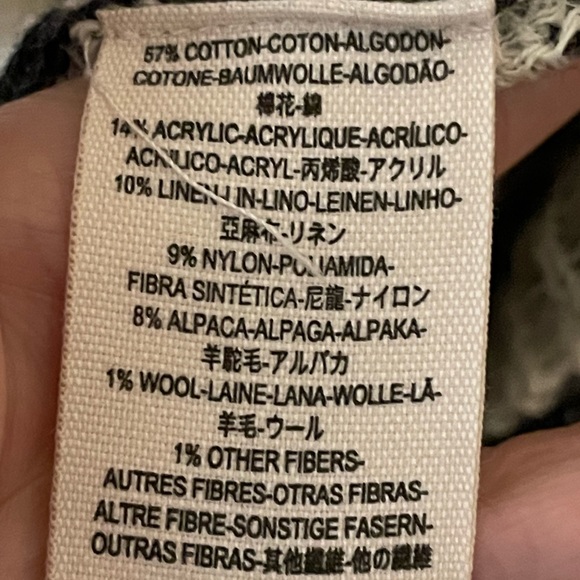 57% COTTON-COTON-ALGODÓN-
COTONE-BAUMWOLLE-ALGODÃO-
棉花-綿
14% ACRYLIC-ACRYLIQUE-ACRÍLICO-
ACRILICO-ACRYL-丙烯酸-アクリル
10% LINEN-LIN-LINO-LEINEN-LINHO-
亞麻布-リネン
9% NYLON-POLIAMIDA-
FIBRA SINTÉTICA-尼龍-ナイロン
8% ALPACA-ALPAGA-ALPAKA-
羊駝毛-アルパカ
1% WOOL-LAINE-LANA-WOLLE-LÃ-
羊毛-ウール
1% OTHER FIBERS-
AUTRES FIBRES-OTRAS FIBRAS-
ALTRE FIBRE-SONSTIGE FASERN-
OUTRAS FIBRAS-其他纖維-他の繊維